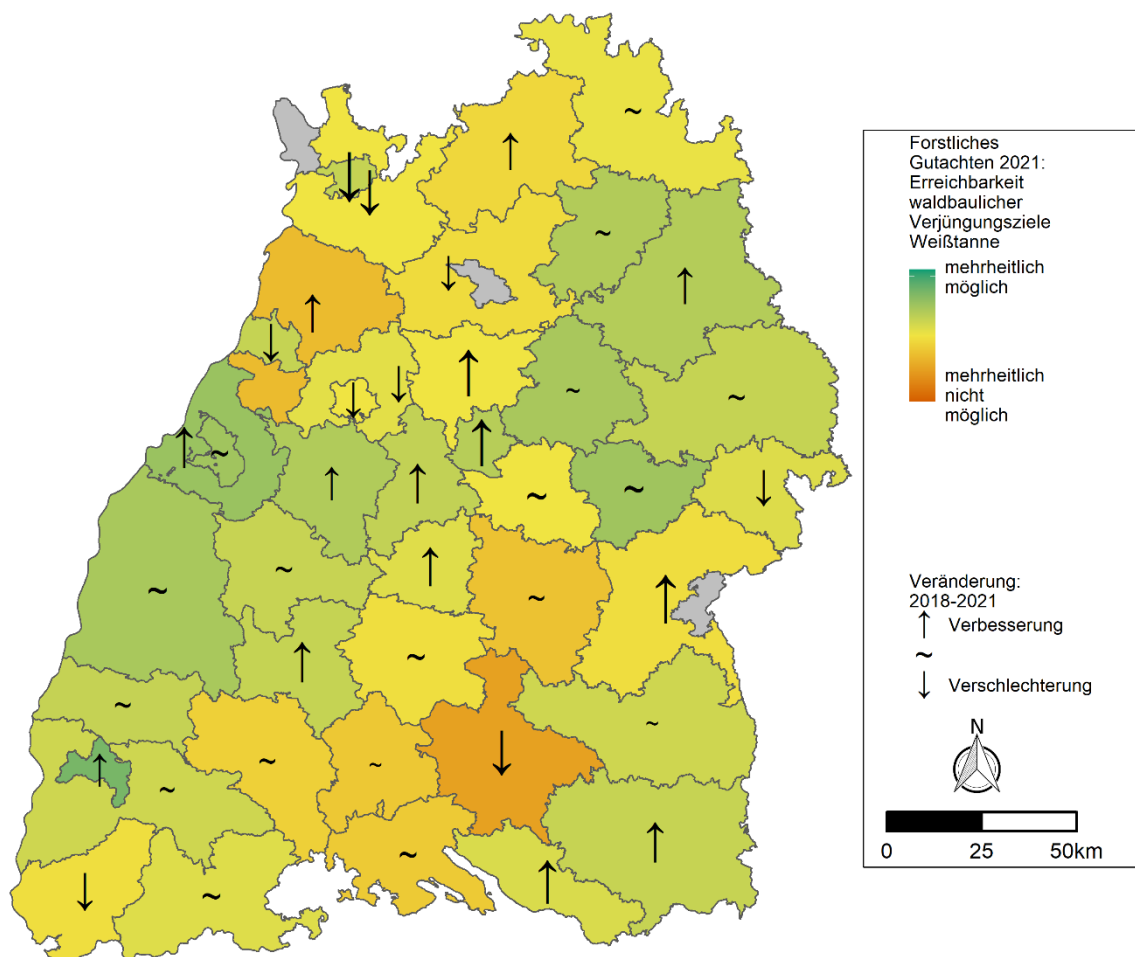 Forstliches
Gutachten 2021:
Erreichbarkeit
waldbaulicher
Verjüngungsziele
Weißtanne
mehrheitlich
möglich
mehrheitlich
nicht
möglich
Veränderung:
2018-2021
↑ Verbesserung
~
↓ Verschlechterung
N
0 25 50km